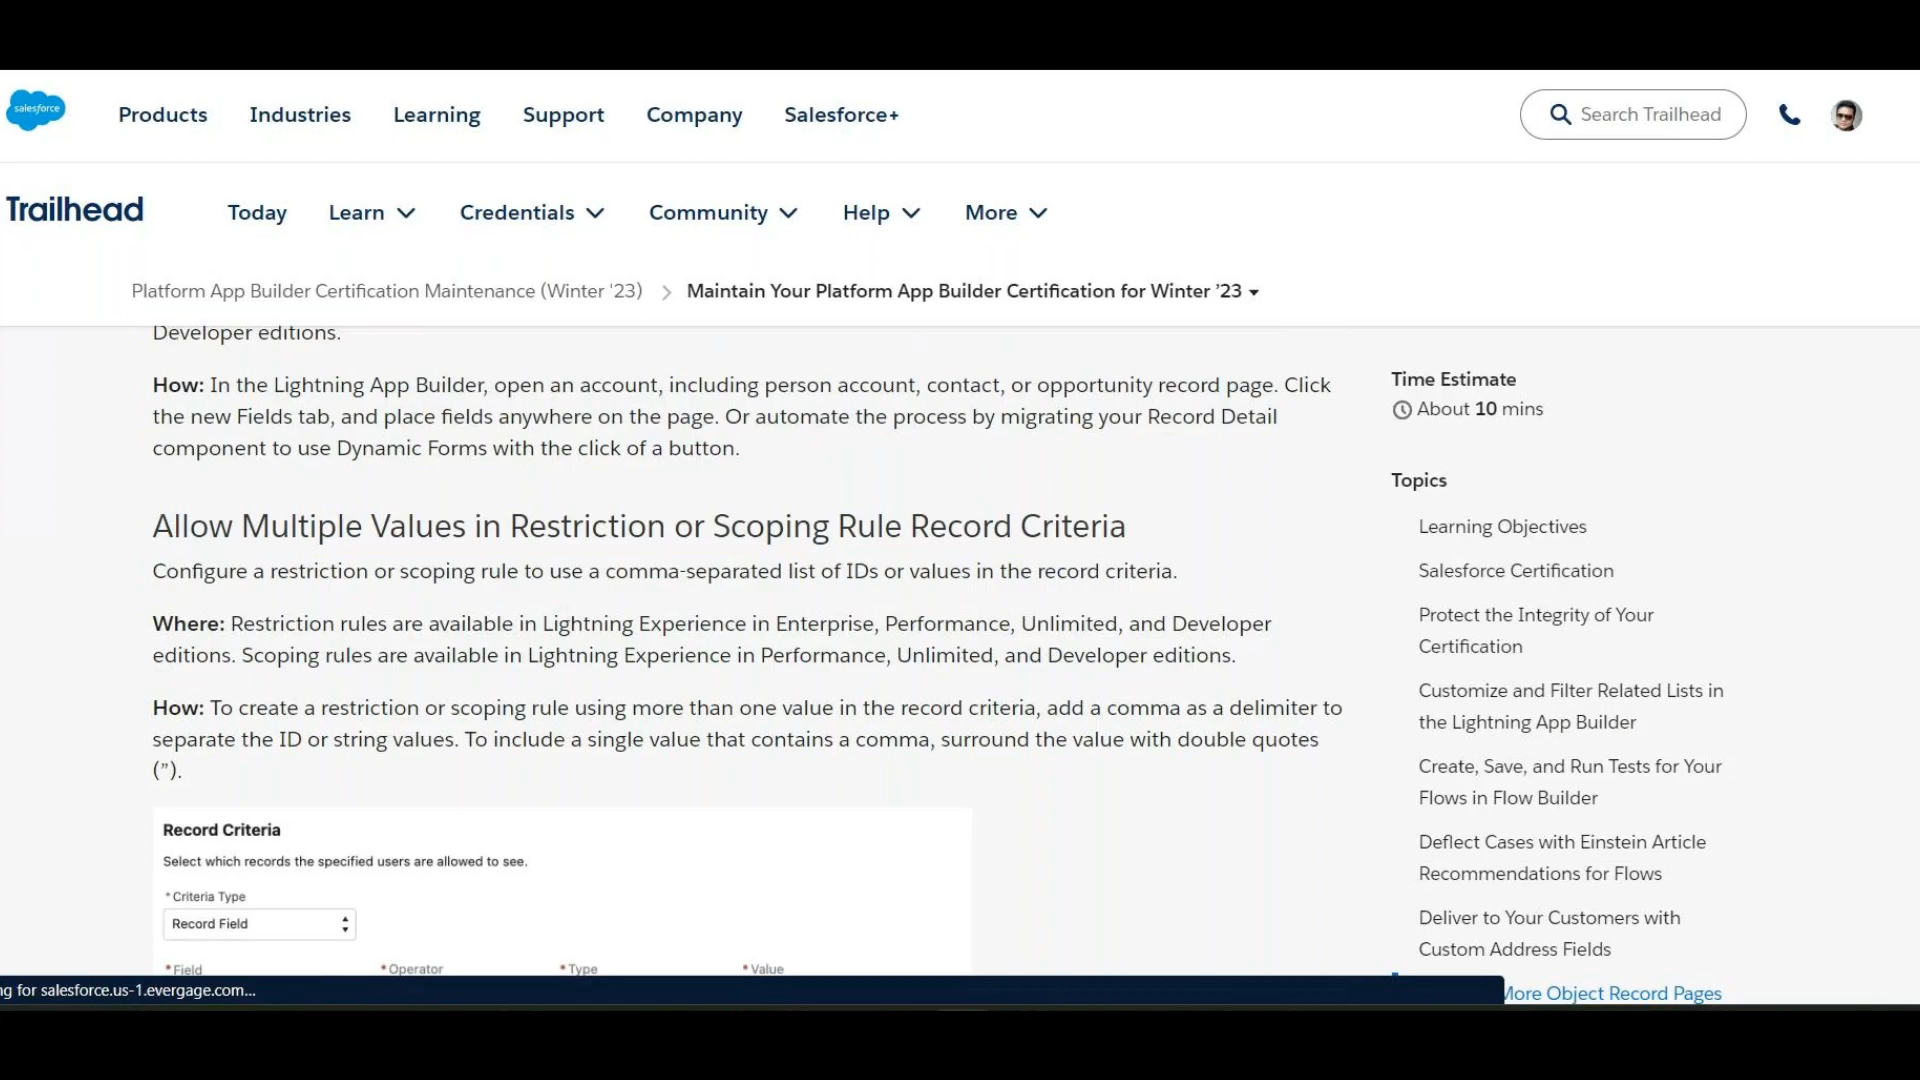 salesforce
Products
Industries
Learning
Support
Company
Salesforce+
Search Trailhead
Trailhead
Today
Learn
Credentials
Community
Help
More
Platform App Builder Certification Maintenance (Winter '23)
Maintain Your Platform App Builder Certification for Winter ’23
Developer editions.
How: In the Lightning App Builder, open an account, including person account, contact, or opportunity record page. Click
the new Fields tab, and place fields anywhere on the page. Or automate the process by migrating your Record Detail
component to use Dynamic Forms with the click of a button.
Allow Multiple Values in Restriction or Scoping Rule Record Criteria
Configure a restriction or scoping rule to use a comma-separated list of IDs or values in the record criteria.
Where: Restriction rules are available in Lightning Experience in Enterprise, Performance, Unlimited, and Developer
editions. Scoping rules are available in Lightning Experience in Performance, Unlimited, and Developer editions.
How: To create a restriction or scoping rule using more than one value in the record criteria, add a comma as a delimiter to
separate the ID or string values. To include a single value that contains a comma, surround the value with double quotes
(”).
Record Criteria
Select which records the specified users are allowed to see.
* Criteria Type
Record Field
* Field
* Operator
* Type
* Value
ng for salesforce.us-1.evergage.com...
Time Estimate
About 10 mins
Topics
Learning Objectives
Salesforce Certification
Protect the Integrity of Your
Certification
Customize and Filter Related Lists in
the Lightning App Builder
Create, Save, and Run Tests for Your
Flows in Flow Builder
Deflect Cases with Einstein Article
Recommendations for Flows
Deliver to Your Customers with
Custom Address Fields
More Object Record Pages